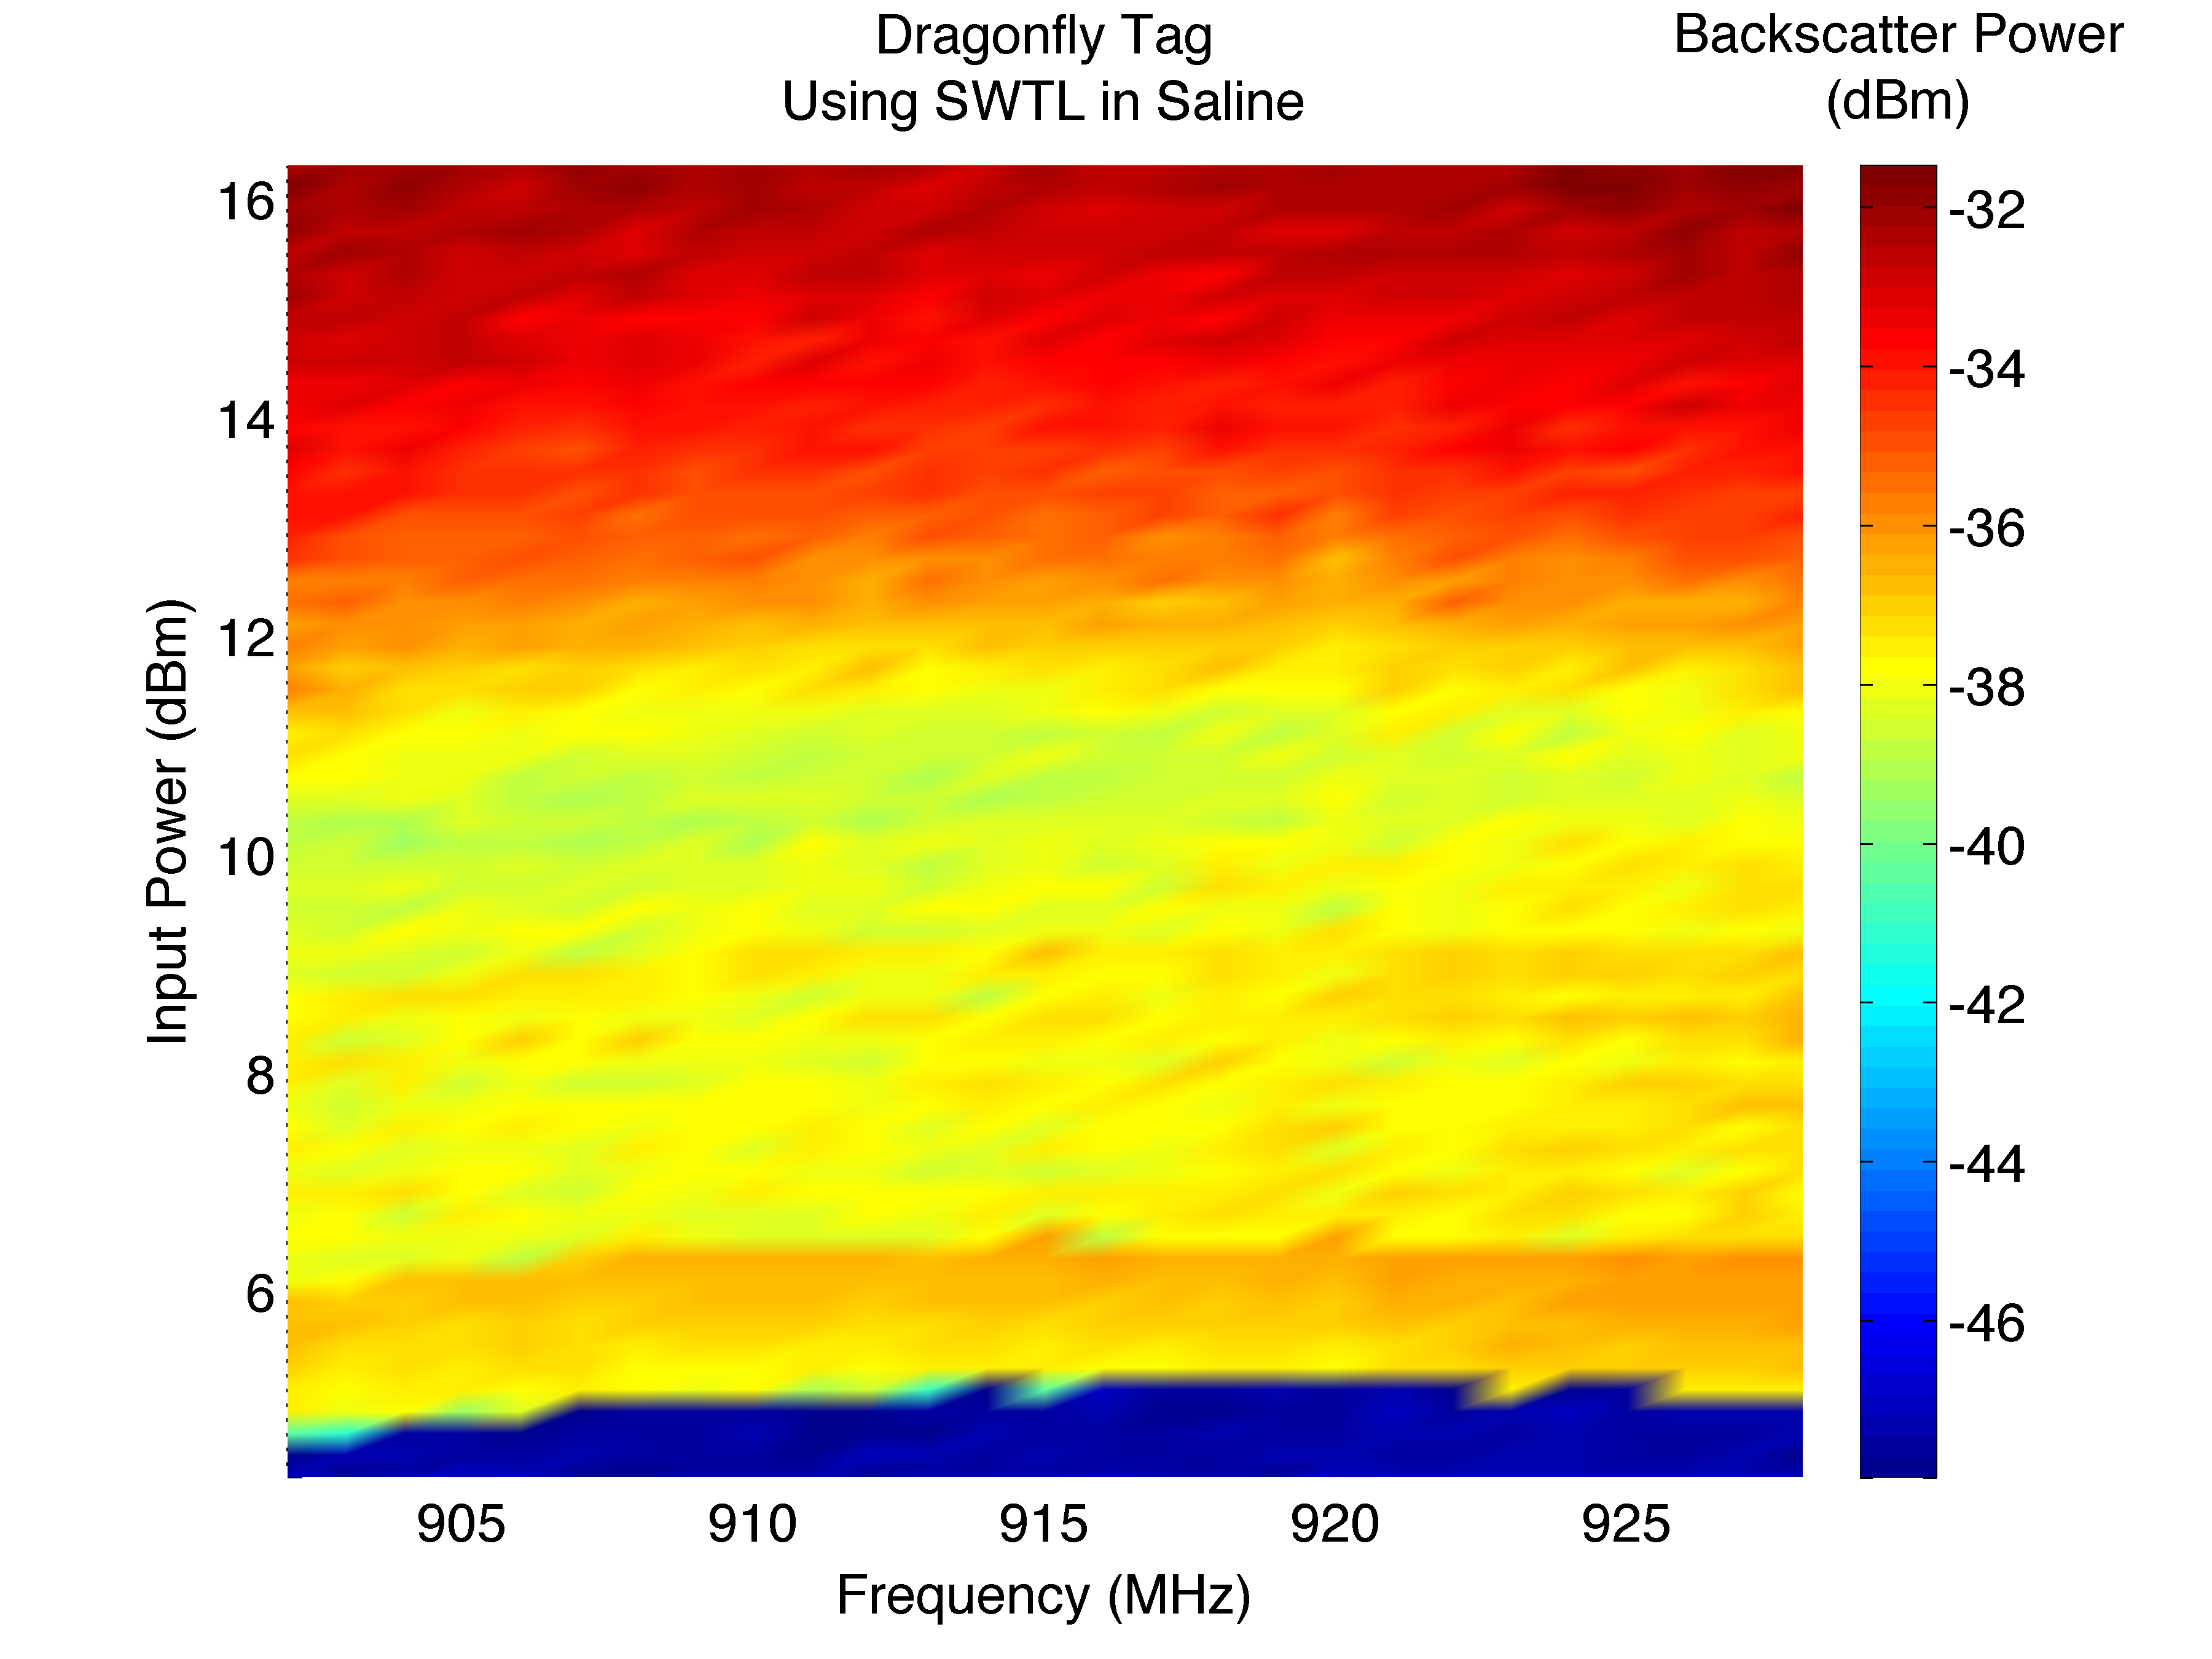 Dragonfly Tag
Using SWTL in Saline
Backscatter Power
(dBm)
16
14
12
10
8
6
Input Power (dBm)
905 910 915 920 925
Frequency (MHz)
-32
-34
-36
-38
-40
-42
-44
-46